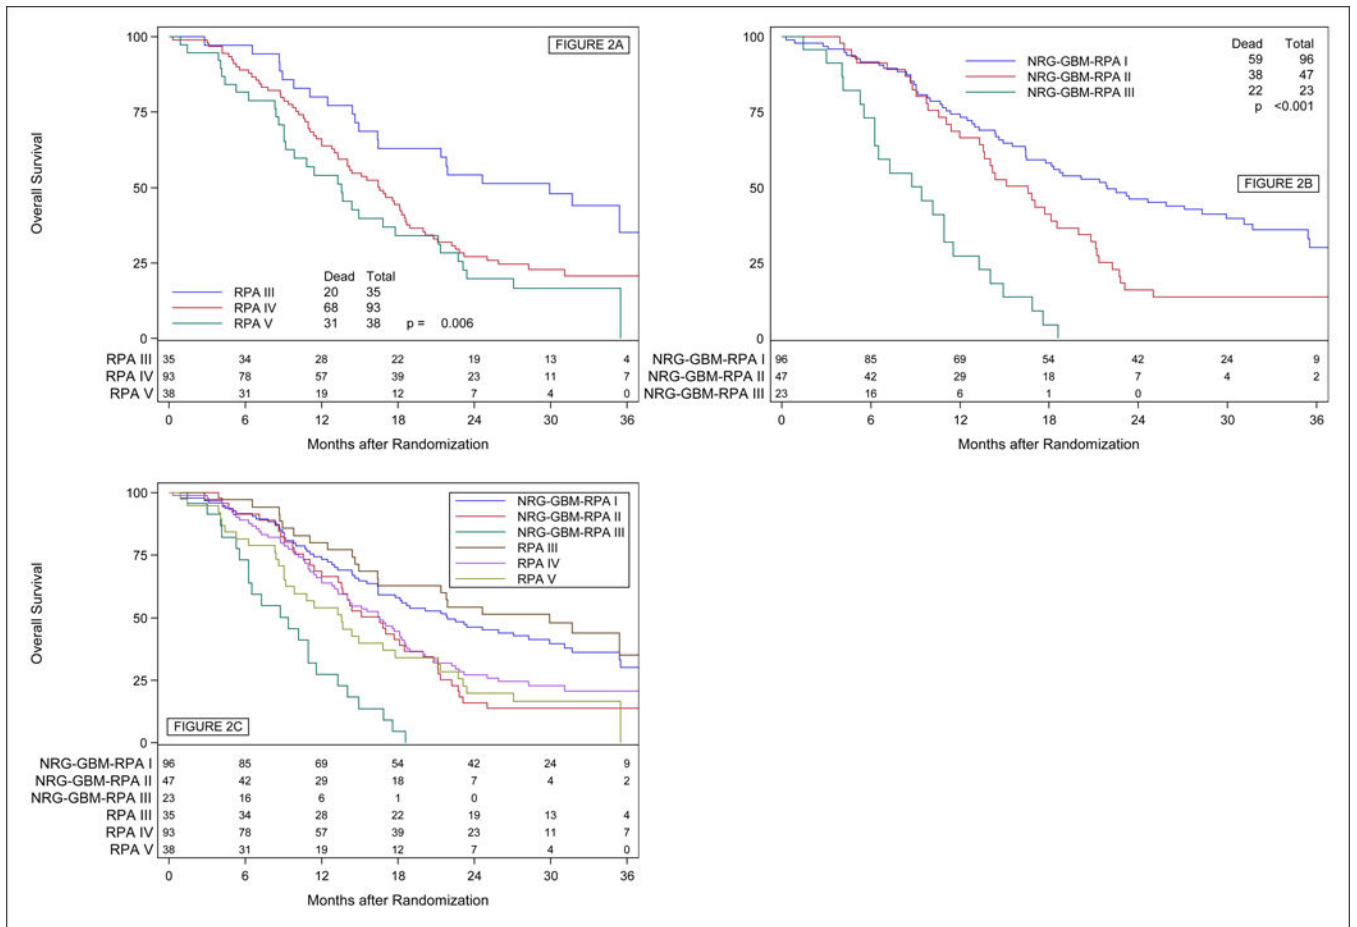 FIGURE 2A
Overall Survival
100
75
50
25
0
Dead Total
RPA III 20 35
RPA IV 68 93
RPA V 31 38 p = 0.006
RPA III 35 34 28 22 19 13 4
RPA IV 93 78 57 39 23 11 7
RPA V 38 31 19 12 7 4 0
0 6 12 18 24 30 36
Months after Randomization
100
75
50
25
0
Dead Total
NRG-GBM-RPA I 59 96
NRG-GBM-RPA II 38 47
NRG-GBM-RPA III 22 23
p <0.001
FIGURE 2B
NRG-GBM-RPA I 96 85 69 54 42 24 9
NRG-GBM-RPA II 47 42 29 18 7 4 2
NRG-GBM-RPA III 23 16 6 1 0
0 6 12 18 24 30 36
Months after Randomization
Overall Survival
100
75
50
25
0
NRG-GBM-RPA I
NRG-GBM-RPA II
NRG-GBM-RPA III
RPA III
RPA IV
RPA V
FIGURE 2C
NRG-GBM-RPA I 96 85 69 54 42 24 9
NRG-GBM-RPA II 47 42 29 18 7 4 2
NRG-GBM-RPA III 23 16 6 1 0
RPA III 35 34 28 22 19 13 4
RPA IV 93 78 57 39 23 11 7
RPA V 38 31 19 12 7 4 0
0 6 12 18 24 30 36
Months after Randomization